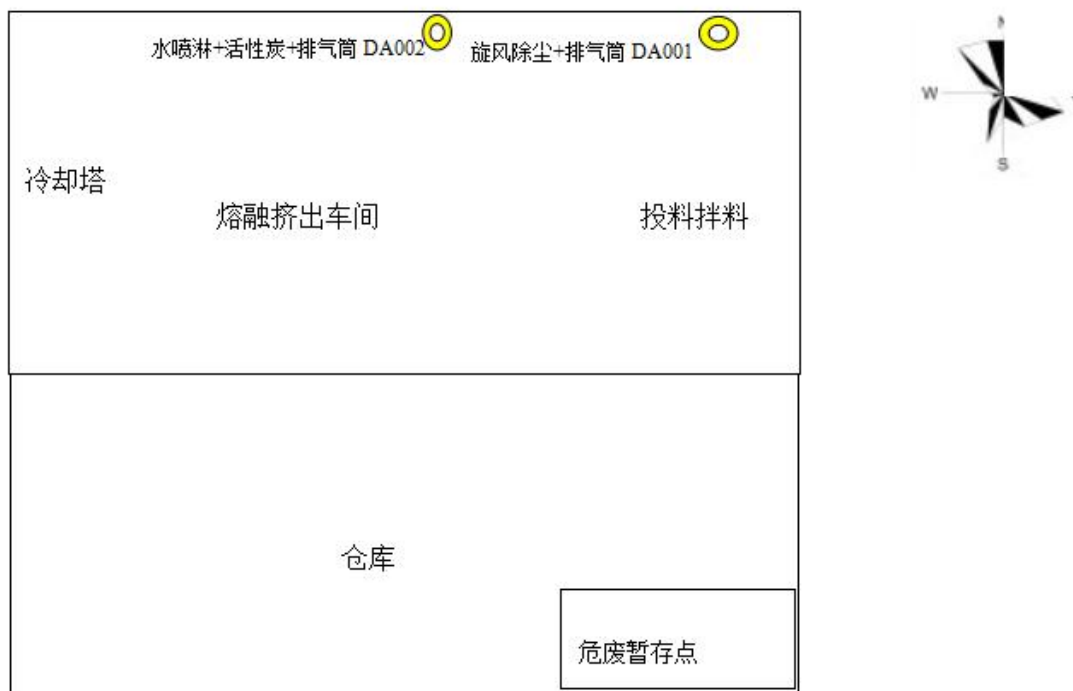 水喷淋+活性炭+排气筒 DA002
旋风除尘+排气筒 DA001
N
W
S
冷却塔
熔融挤出车间
投料拌料
仓库
危废暂存点